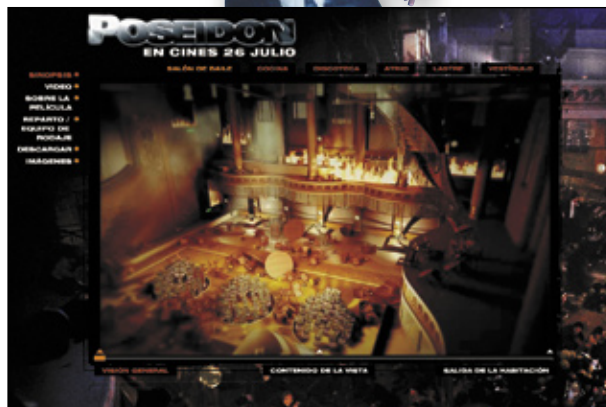 POSEIDON
EN CINES 26 JULIO
SALÓN DE BAILE COCINA DISCOTECA ATRIO LASTRE VESTÍBULO
SINOPSIS
VIDEO
SOBRE LA
PELÍCULA
REPARTO /
EQUIPO DE
RODAJE
DESCARGAR
IMÁGENES
VISIÓN GENERAL CONTENIDO DE LA VISTA SALIDA DE LA HABITACIÓN